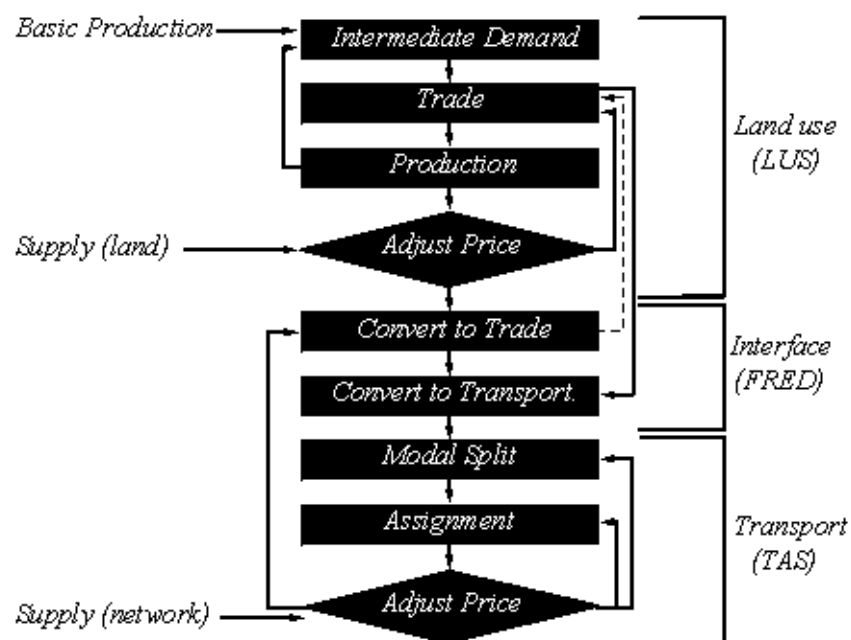 Basic Production
Intermediate Demand
Trade
Production
Land use
(LUS)
Supply (land)
Adjust Price
Convert to Trade
Interface
(FRED)
Convert to Transport.
Modal Split
Assignment
Transport
(TAS)
Supply (network)
Adjust Price